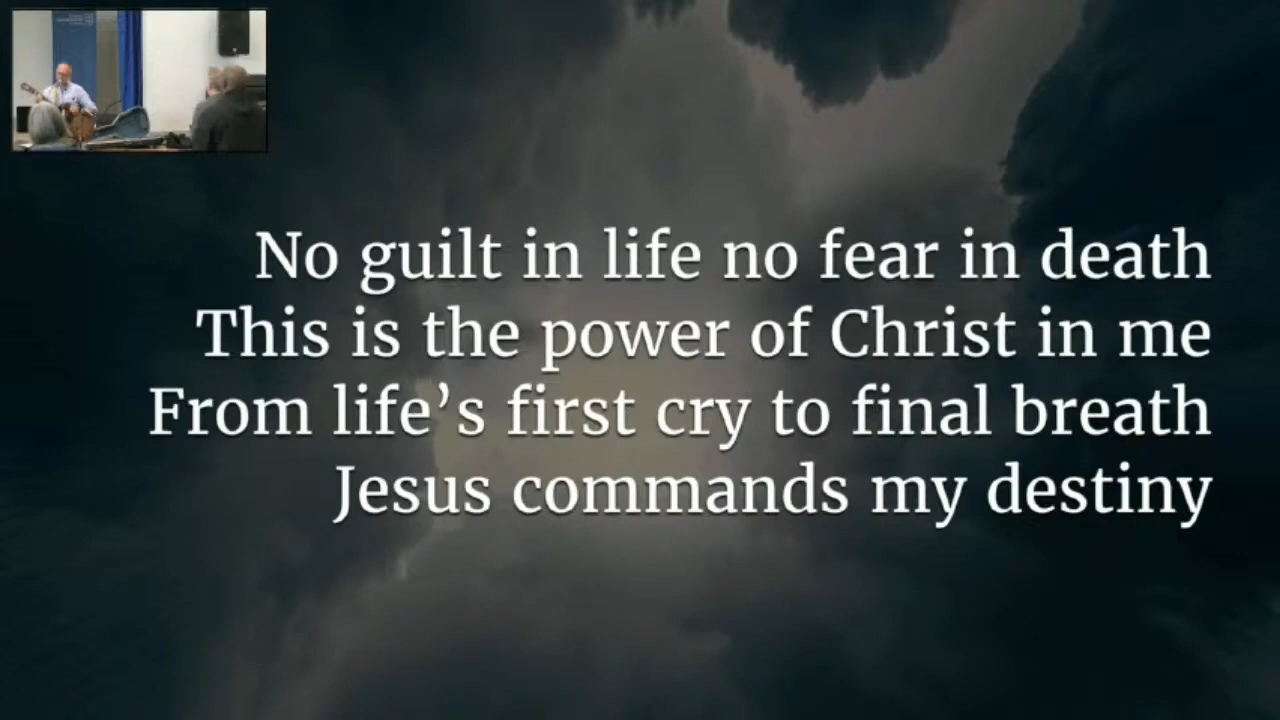 No guilt in life no fear in death
This is the power of Christ in me
From life’s first cry to final breath
Jesus commands my destiny